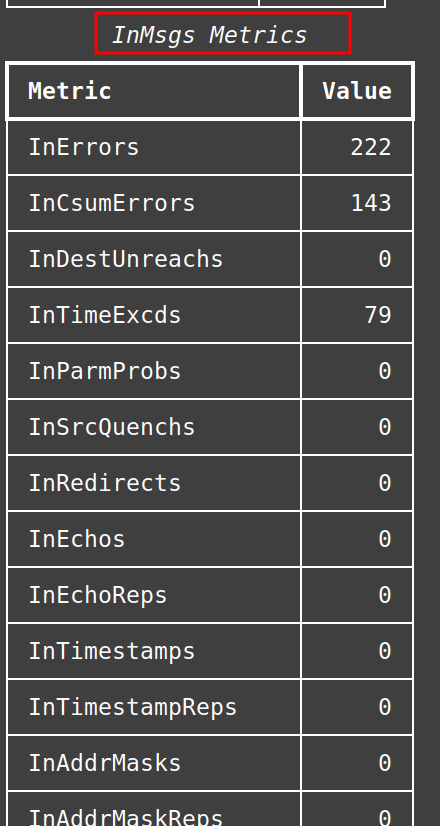 InMsgs Metrics
Metric Value
InErrors 222
InCsumErrors 143
InDestUnreachs 0
InTimeExcds 79
InParmProbs 0
InSrcQuenchs 0
InRedirects 0
InEchos 0
InEchoReps 0
InTimestamps 0
InTimestampReps 0
InAddrMasks 0
InAddrMaskReps 0